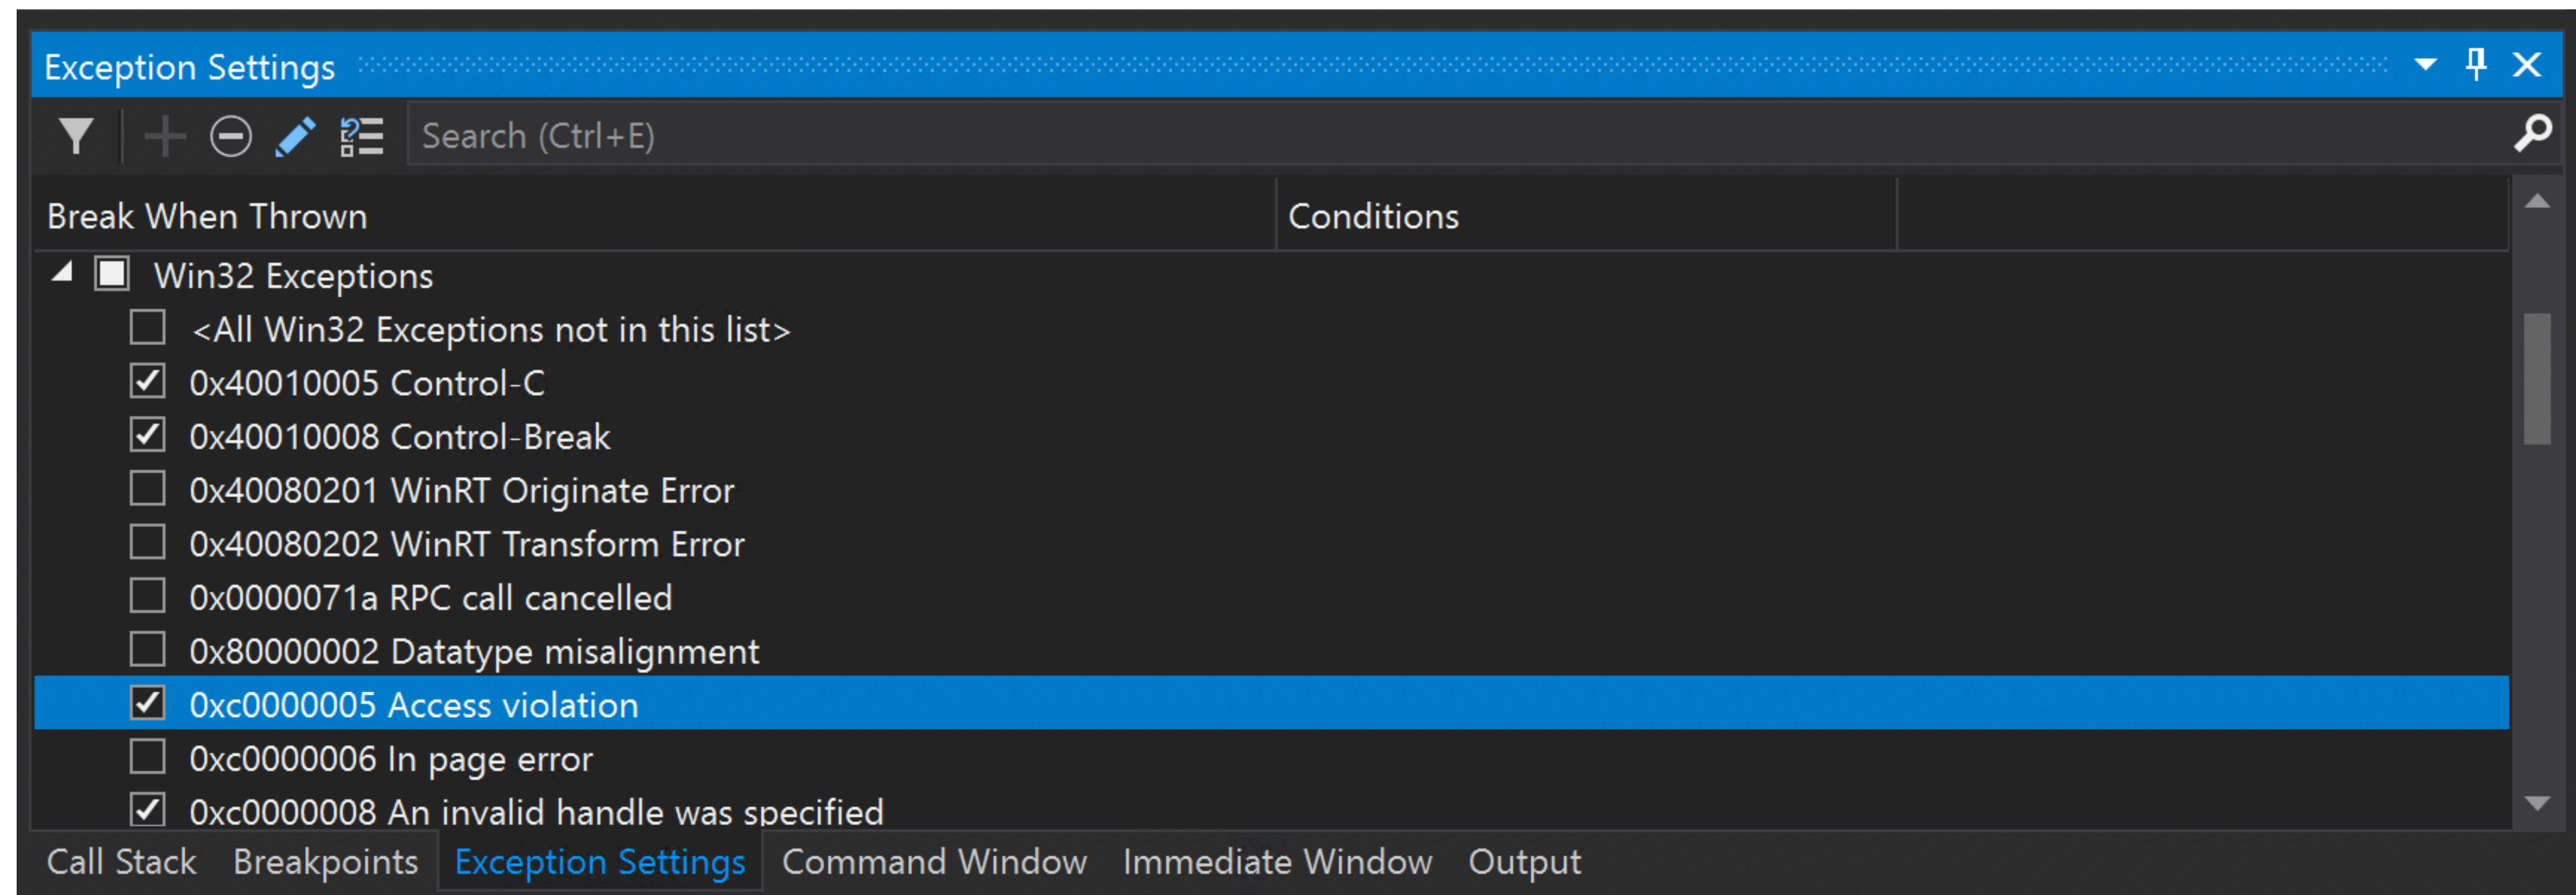 Exception Settings
Search (Ctrl+E)
Break When Thrown Conditions
Win32 Exceptions
<All Win32 Exceptions not in this list>
0x40010005 Control-C
0x40010008 Control-Break
0x40080201 WinRT Originate Error
0x40080202 WinRT Transform Error
0x0000071a RPC call cancelled
0x80000002 Datatype misalignment
0xc0000005 Access violation
0xc0000006 In page error
0xc0000008 An invalid handle was specified
Call Stack Breakpoints Exception Settings Command Window Immediate Window Output